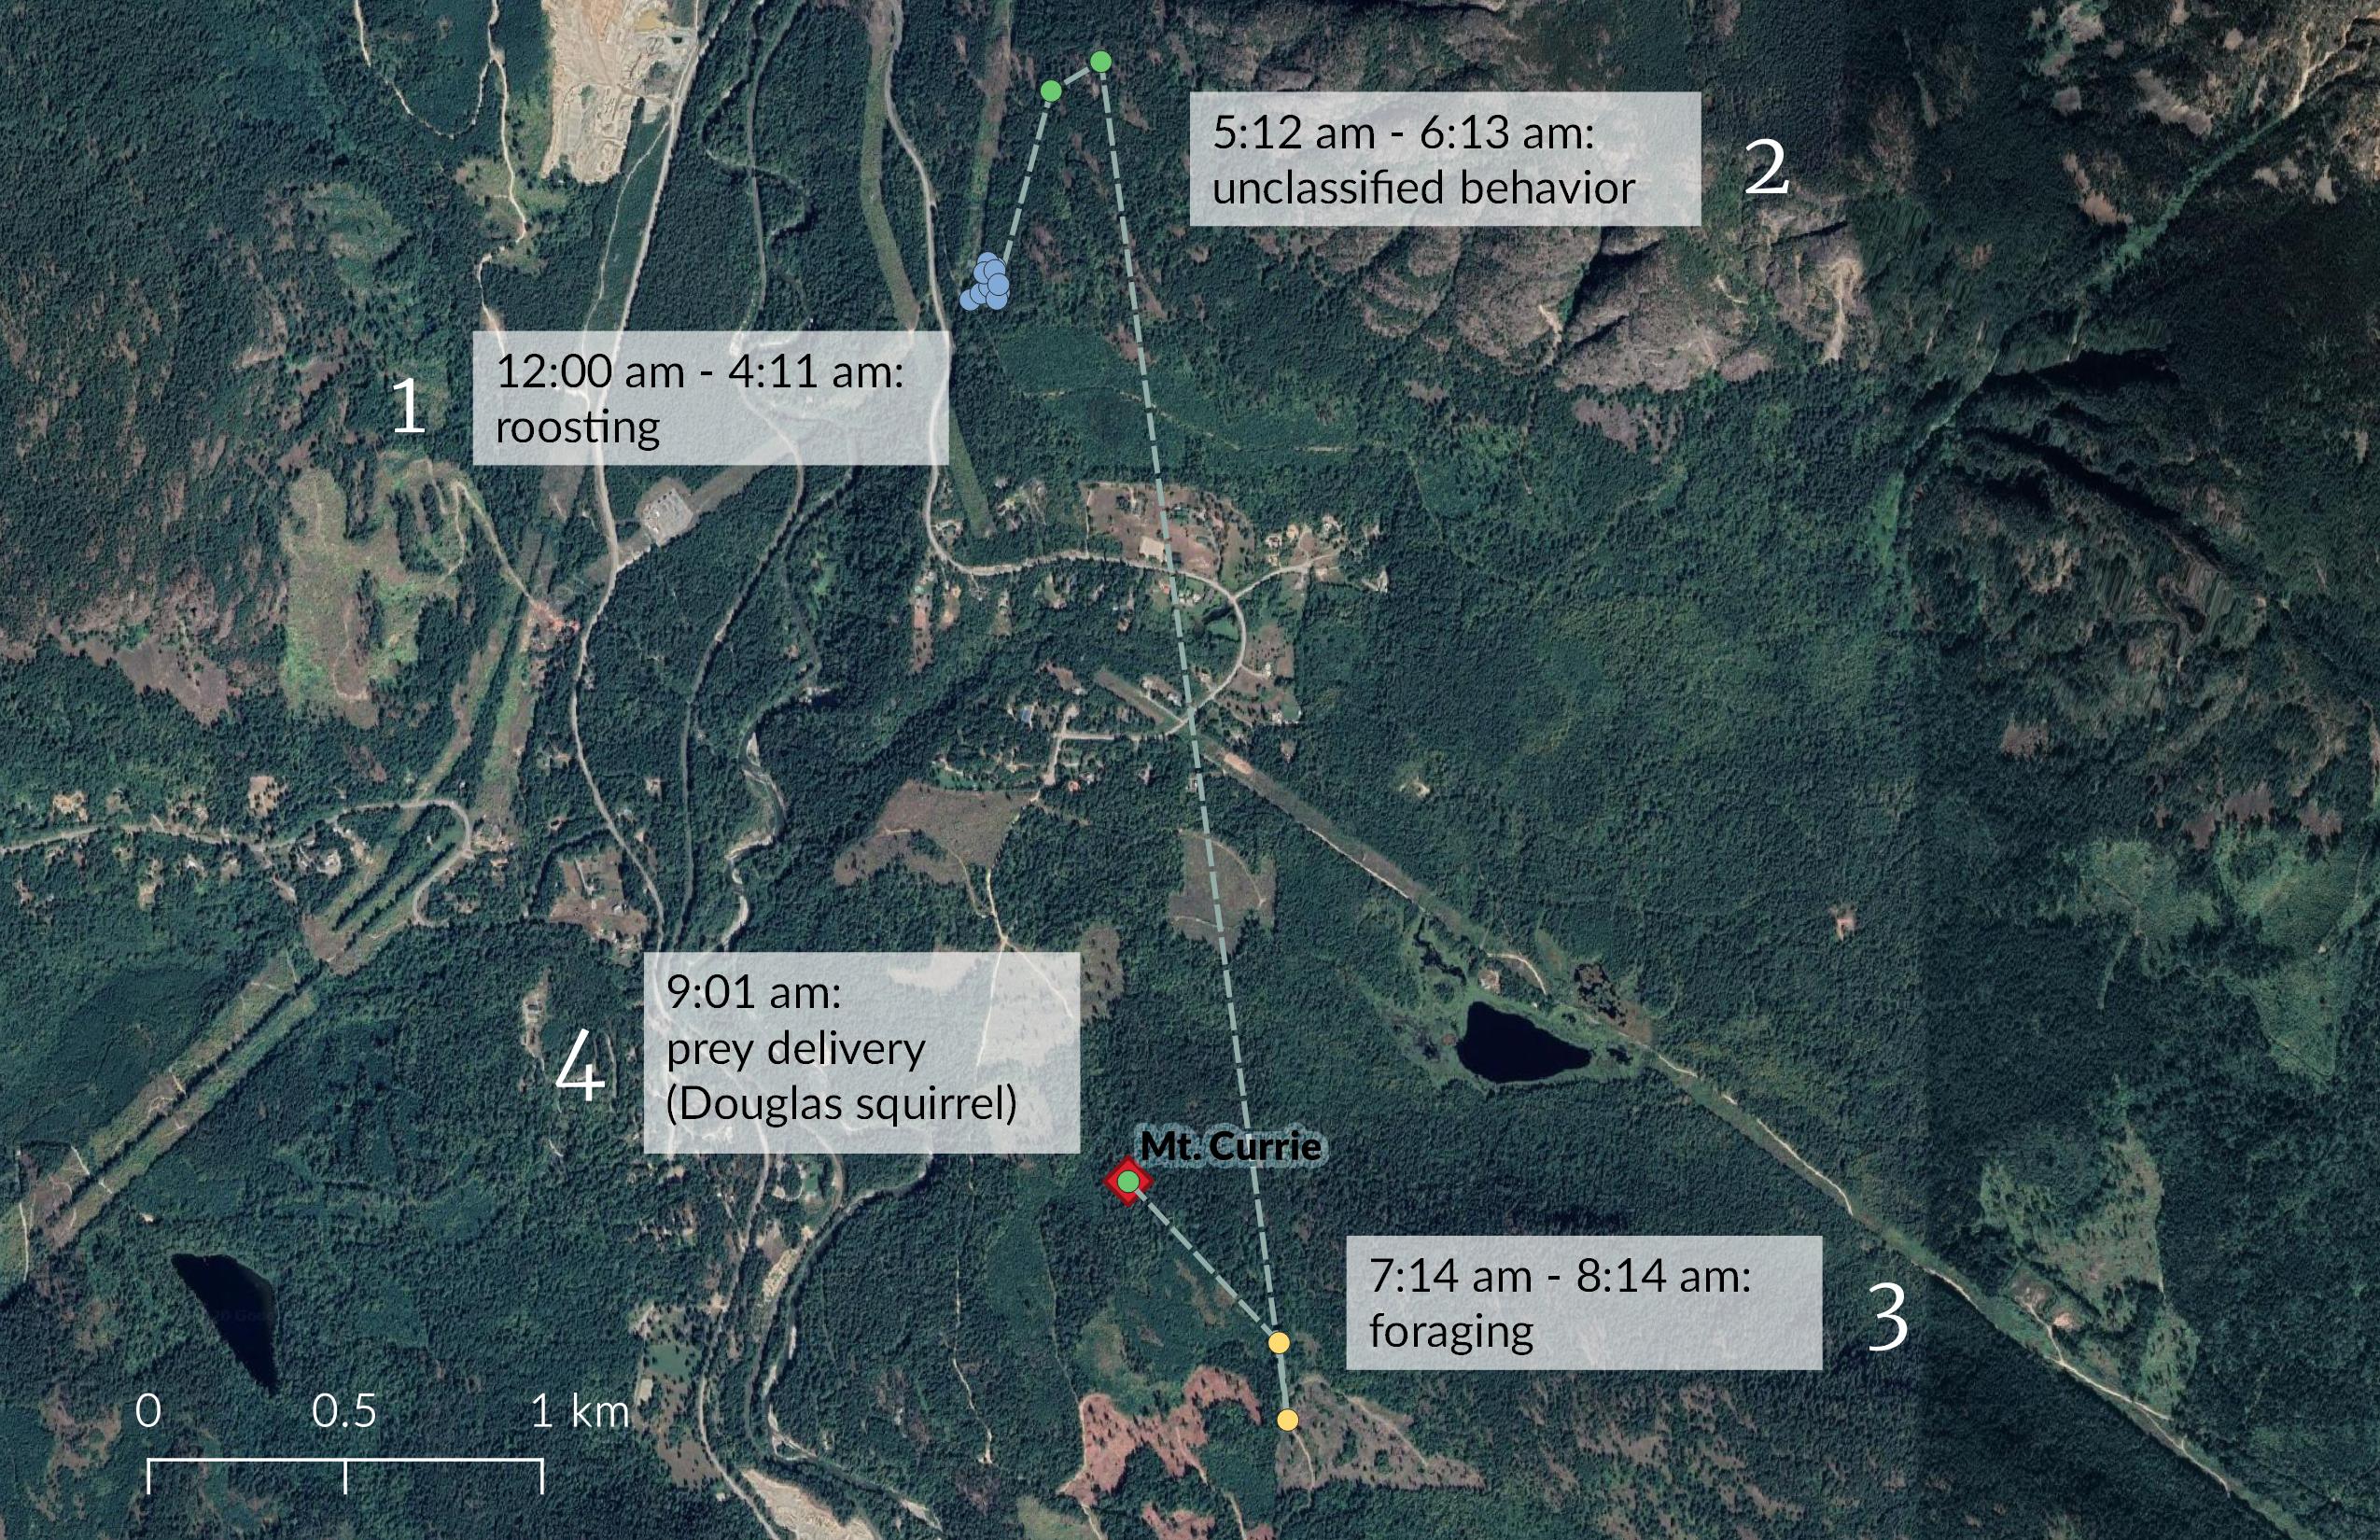 5:12 am - 6:13 am:
unclassified behavior
2
1
12:00 am - 4:11 am:
roosting
4
9:01 am:
prey delivery
(Douglas squirrel)
Mt. Currie
7:14 am - 8:14 am:
foraging
3
0 0.5 1 km